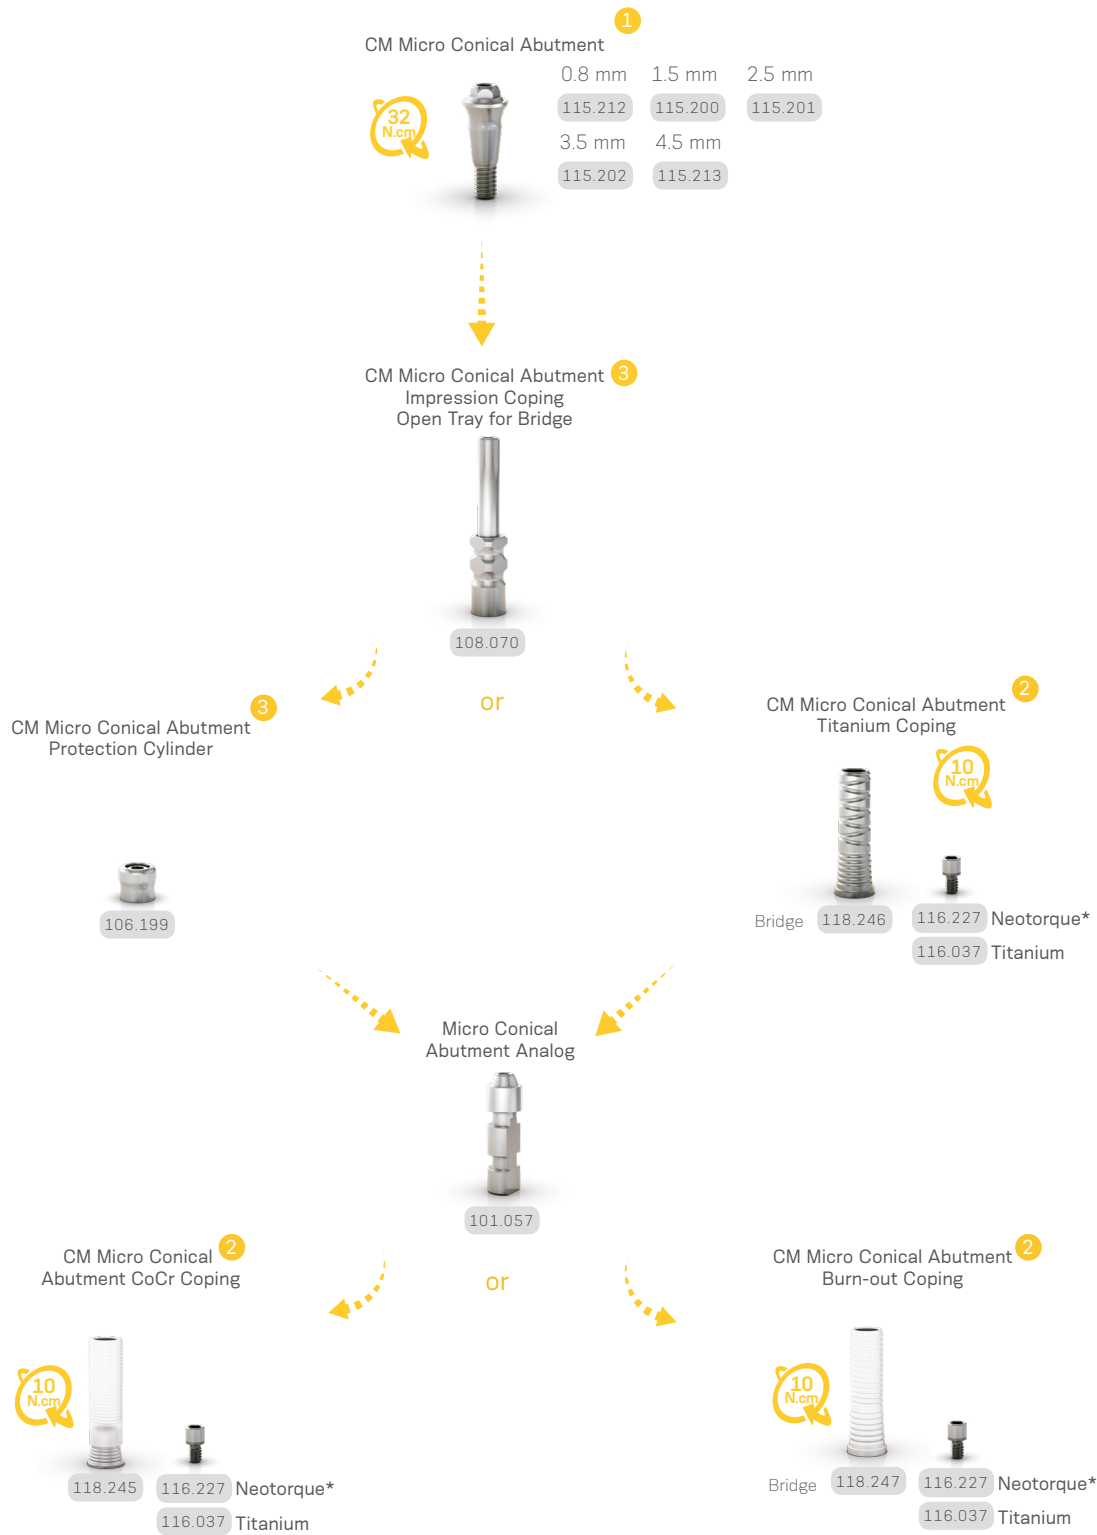 1
CM Micro Conical Abutment
0.8 mm 1.5 mm 2.5 mm
115.212 115.200 115.201
32
N.cm
3.5 mm 4.5 mm
115.202 115.213
CM Micro Conical Abutment 3
Impression Coping
Open Tray for Bridge
108.070
or
3
CM Micro Conical Abutment
Protection Cylinder
106.199
2
CM Micro Conical Abutment
Titanium Coping
10
N.cm
Bridge 118.246 116.227 Neotorque*
116.037 Titanium
Micro Conical
Abutment Analog
101.057
or
CM Micro Conical 2
Abutment CoCr Coping
10
N.cm
118.245 116.227 Neotorque*
116.037 Titanium
CM Micro Conical Abutment 2
Burn-out Coping
10
N.cm
Bridge 118.247 116.227 Neotorque*
116.037 Titanium